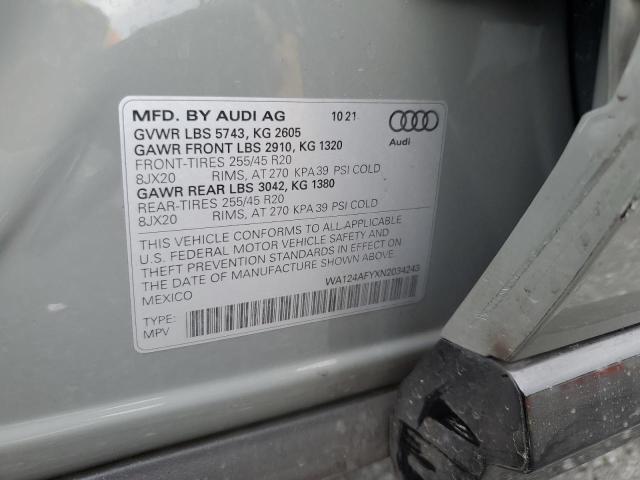 MFD. BY AUDI AG 10 21
GVWR LBS 5743, KG 2605
GAWR FRONT LBS 2910, KG 1320
FRONT-TIRES 255/45 R20
8JX20 RIMS, AT 270 KPA 39 PSI COLD
GAWR REAR LBS 3042, KG 1380
REAR-TIRES 255/45 R20
8JX20 RIMS, AT 270 KPA 39 PSI COLD
Audi
THIS VEHICLE CONFORMS TO ALL APPLICABLE
U.S. FEDERAL MOTOR VEHICLE SAFETY AND
THEFT PREVENTION STANDARDS IN EFFECT ON
THE DATE OF MANUFACTURE SHOWN ABOVE.
MEXICO WA124AFYXN2034243
TYPE:
MPV